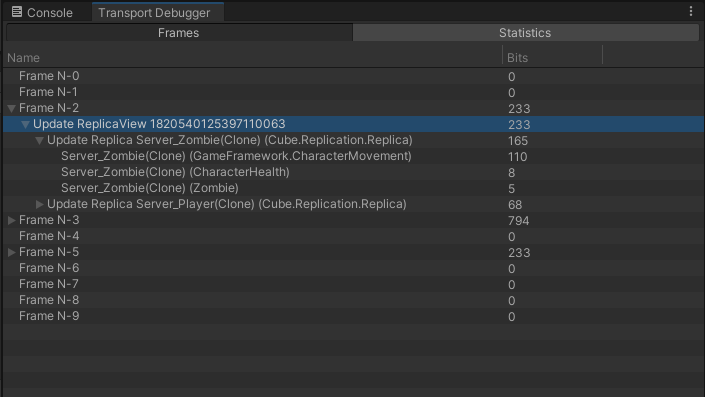 Console Transport Debugger
Frames Statistics
Name Bits
Frame N-0 0
Frame N-1 0
Frame N-2 233
Update ReplicaView 1820540125397110063 233
Update Replica Server_Zombie(Clone) (Cube.Replication.Replica) 165
Server_Zombie(Clone) (GameFramework.CharacterMovement) 110
Server_Zombie(Clone) (CharacterHealth) 8
Server_Zombie(Clone) (Zombie) 5
Update Replica Server_Player(Clone) (Cube.Replication.Replica) 68
Frame N-3 794
Frame N-4 0
Frame N-5 233
Frame N-6 0
Frame N-7 0
Frame N-8 0
Frame N-9 0